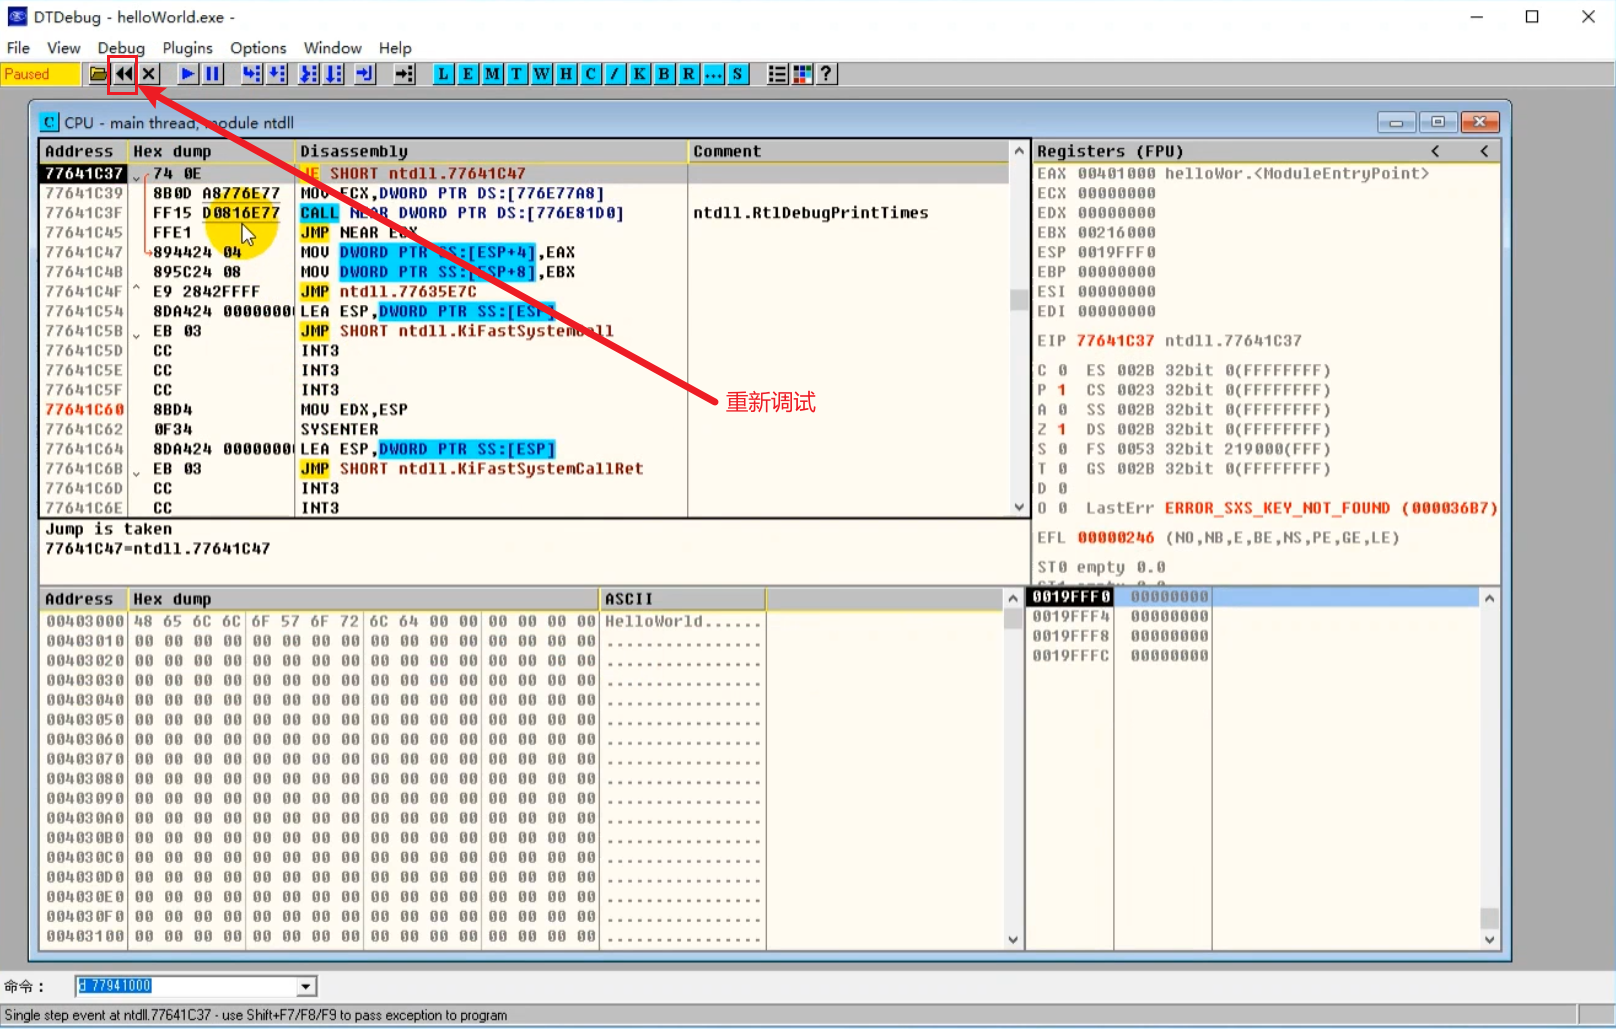 DTDebug - helloWorld.exe -
File View Debug Plugins Options Window Help
Paused
L E M T W H C / K B R ... S ?
C CPU - main thread, module ntdll
Address Hex dump Disassembly Comment
77641C37 74 0E JE SHORT ntdll.77641C47
77641C39 8B0D A8776E77 MOV ECX,DWORD PTR DS:[776E77A8]
77641C3F FF15 D0816E77 CALL NEAR DWORD PTR DS:[776E81D0] ntdll.RtlDebugPrintTimes
77641C45 FFE1 JMP NEAR ECX
77641C47 894424 04 MOV DWORD PTR SS:[ESP+4],EAX
77641C4B 895C24 08 MOV DWORD PTR SS:[ESP+8],EBX
77641C4F E9 2842FFFF JMP ntdll.77635E7C
77641C54 8DA424 0000000 LEA ESP,DWORD PTR SS:[ESP]
77641C5B EB 03 JMP SHORT ntdll.KiFastSystemCall
77641C5D CC INT3
77641C5E CC INT3
77641C5F CC INT3
77641C60 8BD4 MOV EDX,ESP
77641C62 0F34 SYSENTER
77641C64 8DA424 0000000 LEA ESP,DWORD PTR SS:[ESP]
77641C6B EB 03 JMP SHORT ntdll.KiFastSystemCallRet
77641C6D CC INT3
77641C6E CC INT3
重新调试
Jump is taken
77641C47=ntdll.77641C47
Registers (FPU) < <
EAX 00401000 helloWor.<ModuleEntryPoint>
ECX 00000000
EDX 00000000
EBX 00216000
ESP 0019FFF0
EBP 00000000
ESI 00000000
EDI 00000000
EIP 77641C37 ntdll.77641C37
C 0 ES 002B 32bit 0(FFFFFFFF)
P 1 CS 0023 32bit 0(FFFFFFFF)
A 0 SS 002B 32bit 0(FFFFFFFF)
Z 1 DS 002B 32bit 0(FFFFFFFF)
S 0 FS 0053 32bit 219000(FFF)
T 0 GS 002B 32bit 0(FFFFFFFF)
D 0
O 0 LastErr ERROR_SXS_KEY_NOT_FOUND (000036B7)
EFL 00000246 (NO,NB,E,BE,NS,PE,GE,LE)
ST0 empty 0.0
Address Hex dump ASCII
00403000 48 65 6C 6C 6F 57 6F 72 6C 64 00 00 00 00 00 00 HelloWorld......
00403010 00 00 00 00 00 00 00 00 00 00 00 00 00 00 00 00 ................
00403020 00 00 00 00 00 00 00 00 00 00 00 00 00 00 00 00 ................
00403030 00 00 00 00 00 00 00 00 00 00 00 00 00 00 00 00 ................
00403040 00 00 00 00 00 00 00 00 00 00 00 00 00 00 00 00 ................
00403050 00 00 00 00 00 00 00 00 00 00 00 00 00 00 00 00 ................
00403060 00 00 00 00 00 00 00 00 00 00 00 00 00 00 00 00 ................
00403070 00 00 00 00 00 00 00 00 00 00 00 00 00 00 00 00 ................
00403080 00 00 00 00 00 00 00 00 00 00 00 00 00 00 00 00 ................
00403090 00 00 00 00 00 00 00 00 00 00 00 00 00 00 00 00 ................
004030A0 00 00 00 00 00 00 00 00 00 00 00 00 00 00 00 00 ................
004030B0 00 00 00 00 00 00 00 00 00 00 00 00 00 00 00 00 ................
004030C0 00 00 00 00 00 00 00 00 00 00 00 00 00 00 00 00 ................
004030D0 00 00 00 00 00 00 00 00 00 00 00 00 00 00 00 00 ................
004030E0 00 00 00 00 00 00 00 00 00 00 00 00 00 00 00 00 ................
004030F0 00 00 00 00 00 00 00 00 00 00 00 00 00 00 00 00 ................
00403100 00 00 00 00 00 00 00 00 00 00 00 00 00 00 00 00 ................
0019FFF0 00000000
0019FFF4 00000000
0019FFF8 00000000
0019FFFC 00000000
命令： d 77941000
Single step event at ntdll.77641C37 - use Shift+F7/F8/F9 to pass exception to program